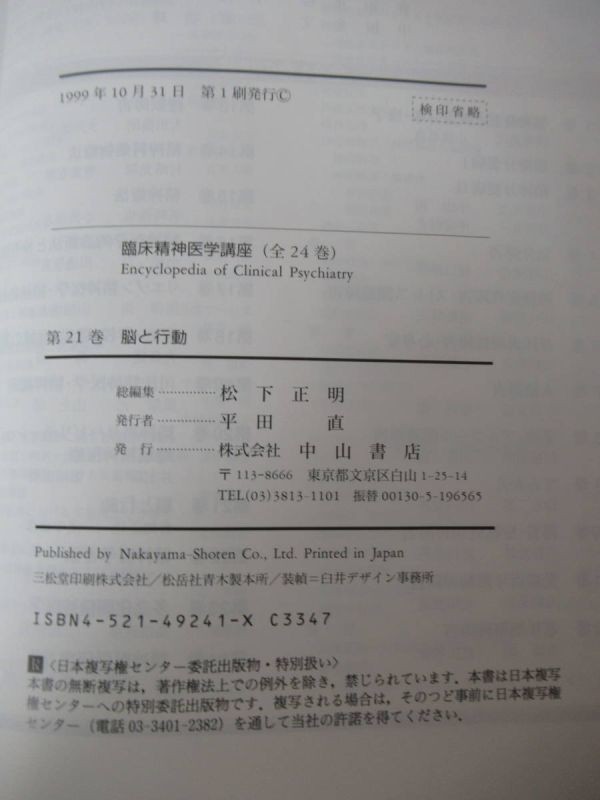 1999年10月31日　第1刷発行Ⓒ
検印省略
臨床精神医学講座（全24巻）
Encyclopedia of Clinical Psychiatry
第21巻　脳と行動
総編集……………松下正明
発行者……………平田　直
発　行……………株式会社　中山書店
〒113-8666　東京都文京区白山1-25-14
TEL(03)3813-1101　振替00130-5-196565
Published by Nakayama-Shoten Co., Ltd. Printed in Japan
三松堂印刷株式会社／松岳社青木製本所／装幀＝臼井デザイン事務所
ISBN4-521-49241-X C3347
R〈日本複写権センター委託出版物・特別扱い〉
本書の無断複写は，著作権法上での例外を除き，禁じられています．本書は日本複写
権センターへの特別委託出版物です．複写される場合は，そのつど事前に日本複写権
センター（電話03-3401-2382）を通して当社の許諾を得てください．